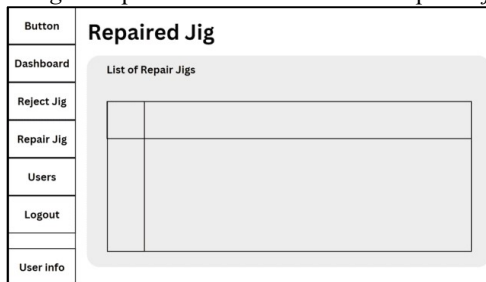 Button
Dashboard
Reject Jig
Repair Jig
Users
Logout
User info
Repaired Jig
List of Repair Jigs